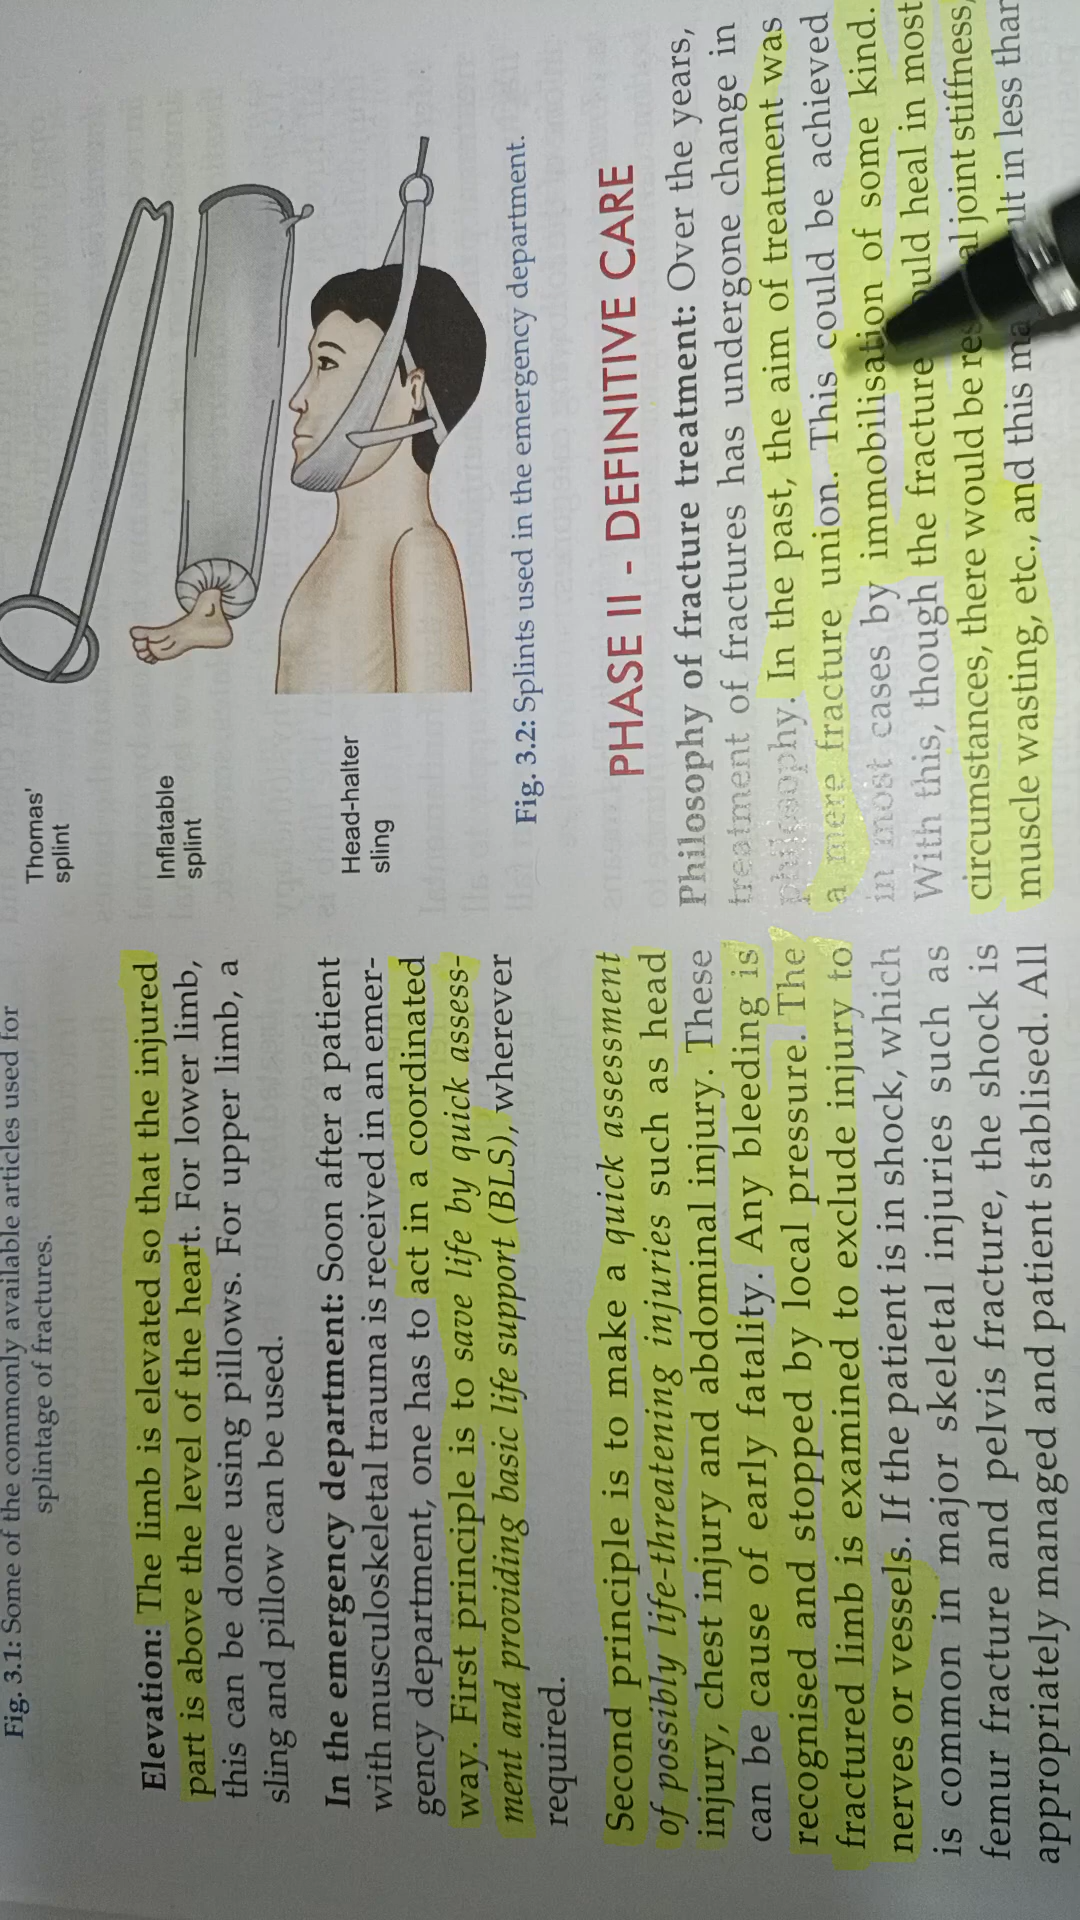 Fig. 3.1: Some of the commonly available articles used for
splintage of fractures.
Elevation: The limb is elevated so that the injured
part is above the level of the heart. For lower limb,
this can be done using pillows. For upper limb, a
sling and pillow can be used.
In the emergency department: Soon after a patient
with musculoskeletal trauma is received in an emer-
gency department, one has to act in a coordinated
way. First principle is to save life by quick assess-
ment and providing basic life support (BLS), wherever
required.
Second principle is to make a quick assessment
of possibly life-threatening injuries such as head
injury, chest injury and abdominal injury. These
can be cause of early fatality. Any bleeding is
recognised and stopped by local pressure. The
fractured limb is examined to exclude injury to
nerves or vessels. If the patient is in shock, which
is common in major skeletal injuries such as
femur fracture and pelvis fracture, the shock is
appropriately managed and patient stablised. All
Thomas'
splint
Inflatable
splint
Head-halter
sling
Fig. 3.2: Splints used in the emergency department.
PHASE II - DEFINITIVE CARE
Philosophy of fracture treatment: Over the years,
treatment of fractures has undergone change in
philosophy. In the past, the aim of treatment was
a mere fracture union. This could be achieved
in most cases by immobilisation of some kind.
With this, though the fracture heal in most
circumstances, there would be joint stiffness,
muscle wasting, etc., and this in less than